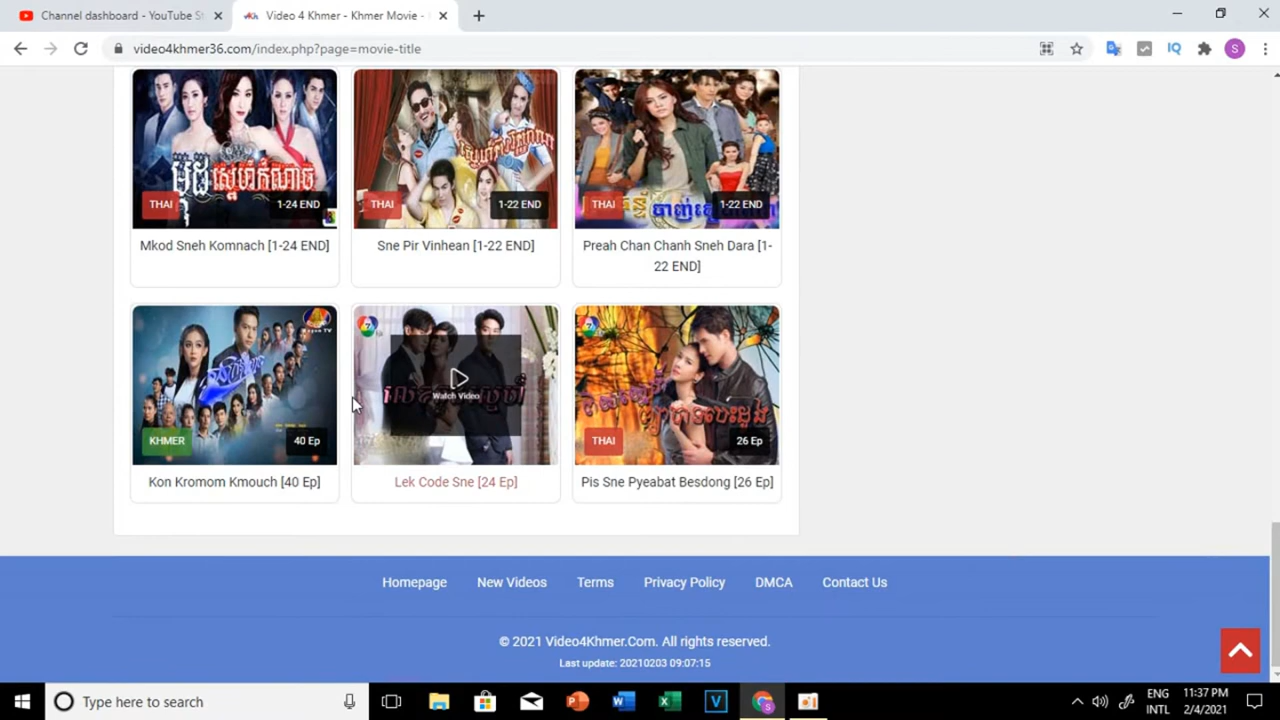 Channel dashboard - YouTube St
Video 4 Khmer - Khmer Movie -
video4khmer36.com/index.php?page=movie-title
THAI
1-24 END
THAI
1-22 END
THAI
1-22 END
Mkod Sneh Komnach [1-24 END]
Sne Pir Vinhean [1-22 END]
Preah Chan Chanh Sneh Dara [1-
22 END]
Watch Video
KHMER
40 Ep
THAI
26 Ep
Kon Kromom Kmouch [40 Ep]
Lek Code Sne [24 Ep]
Pis Sne Pyeabat Besdong [26 Ep]
Homepage
New Videos
Terms
Privacy Policy
DMCA
Contact Us
© 2021 Video4Khmer.Com. All rights reserved.
Last update: 20210203 09:07:15
Type here to search
ENG
INTL
11:37 PM
2/4/2021